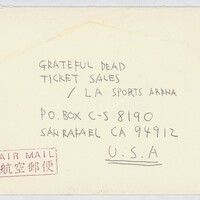 GRATEFUL DEAD
TICKET SALES
/ LA SPORTS ARENA
P.O. BOX C-S 8190
SAN RAFAEL CA 94912
U.S.A
AIR MAIL
航空郵便